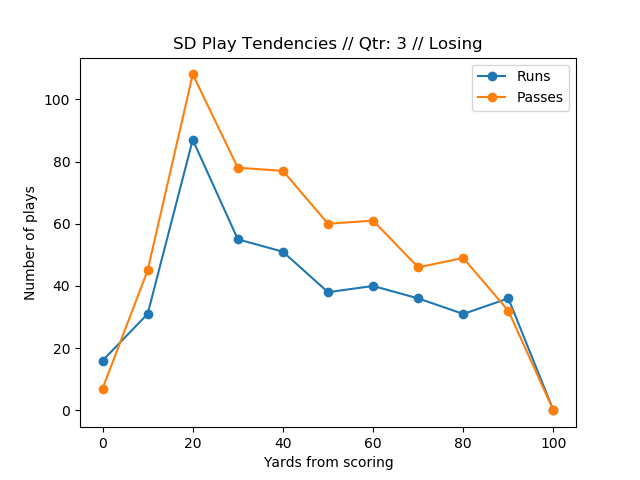 SD Play Tendencies // Qtr: 3 // Losing
Runs
Passes
Number of plays
100
80
60
40
20
0
0 20 40 60 80 100
Yards from scoring